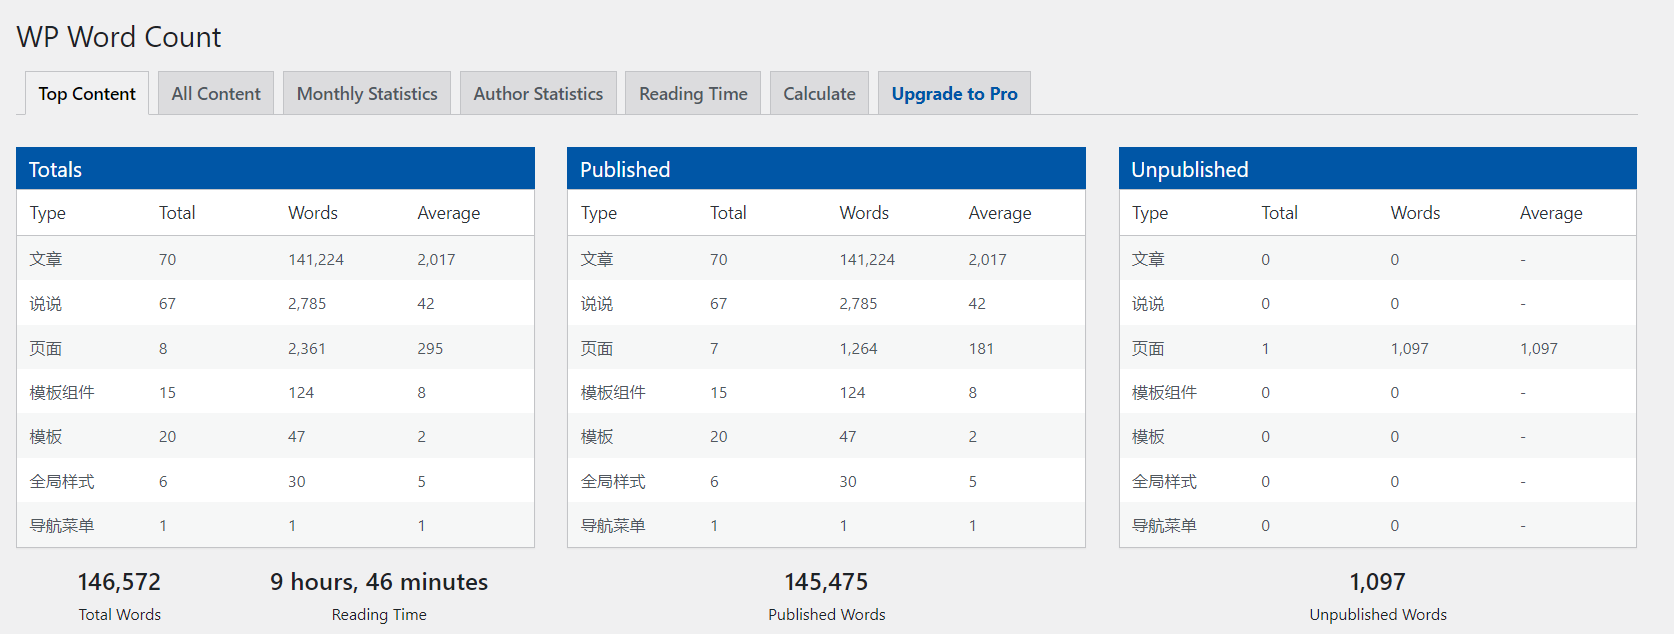 WP Word Count
Top Content All Content Monthly Statistics Author Statistics Reading Time Calculate Upgrade to Pro
Totals
Type Total Words Average
文章 70 141,224 2,017
说说 67 2,785 42
页面 8 2,361 295
模板组件 15 124 8
模板 20 47 2
全局样式 6 30 5
导航菜单 1 1 1
146,572 9 hours, 46 minutes
Total Words Reading Time
Published
Type Total Words Average
文章 70 141,224 2,017
说说 67 2,785 42
页面 7 1,264 181
模板组件 15 124 8
模板 20 47 2
全局样式 6 30 5
导航菜单 1 1 1
145,475
Published Words
Unpublished
Type Total Words Average
文章 0 0 -
说说 0 0 -
页面 1 1,097 1,097
模板组件 0 0 -
模板 0 0 -
全局样式 0 0 -
导航菜单 0 0 -
1,097
Unpublished Words